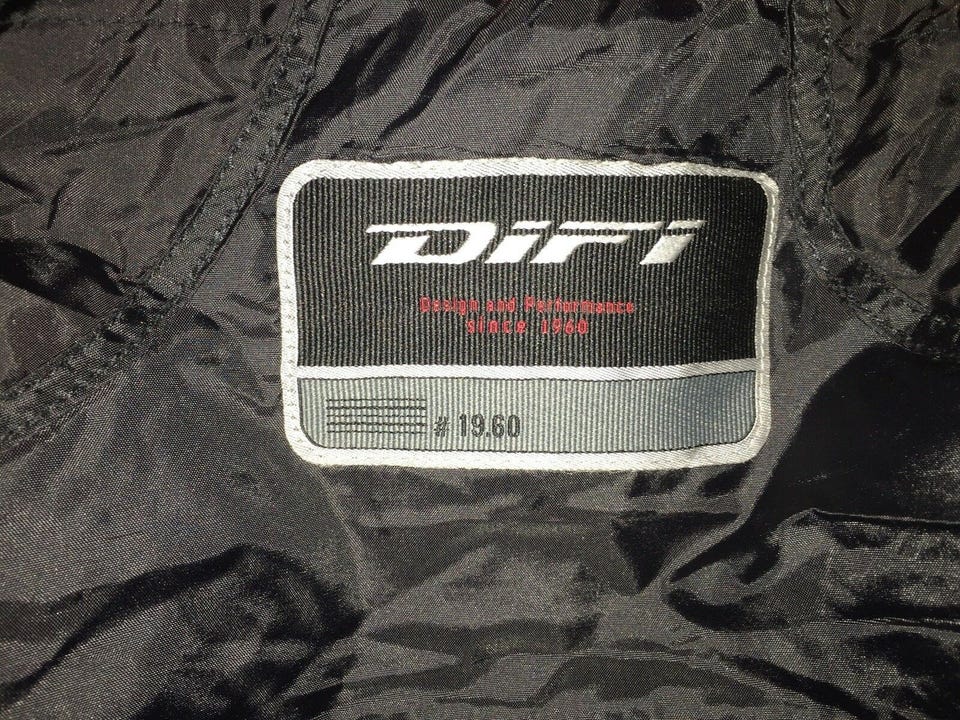 DiFi
Design and Performance
since 1960
# 19.60